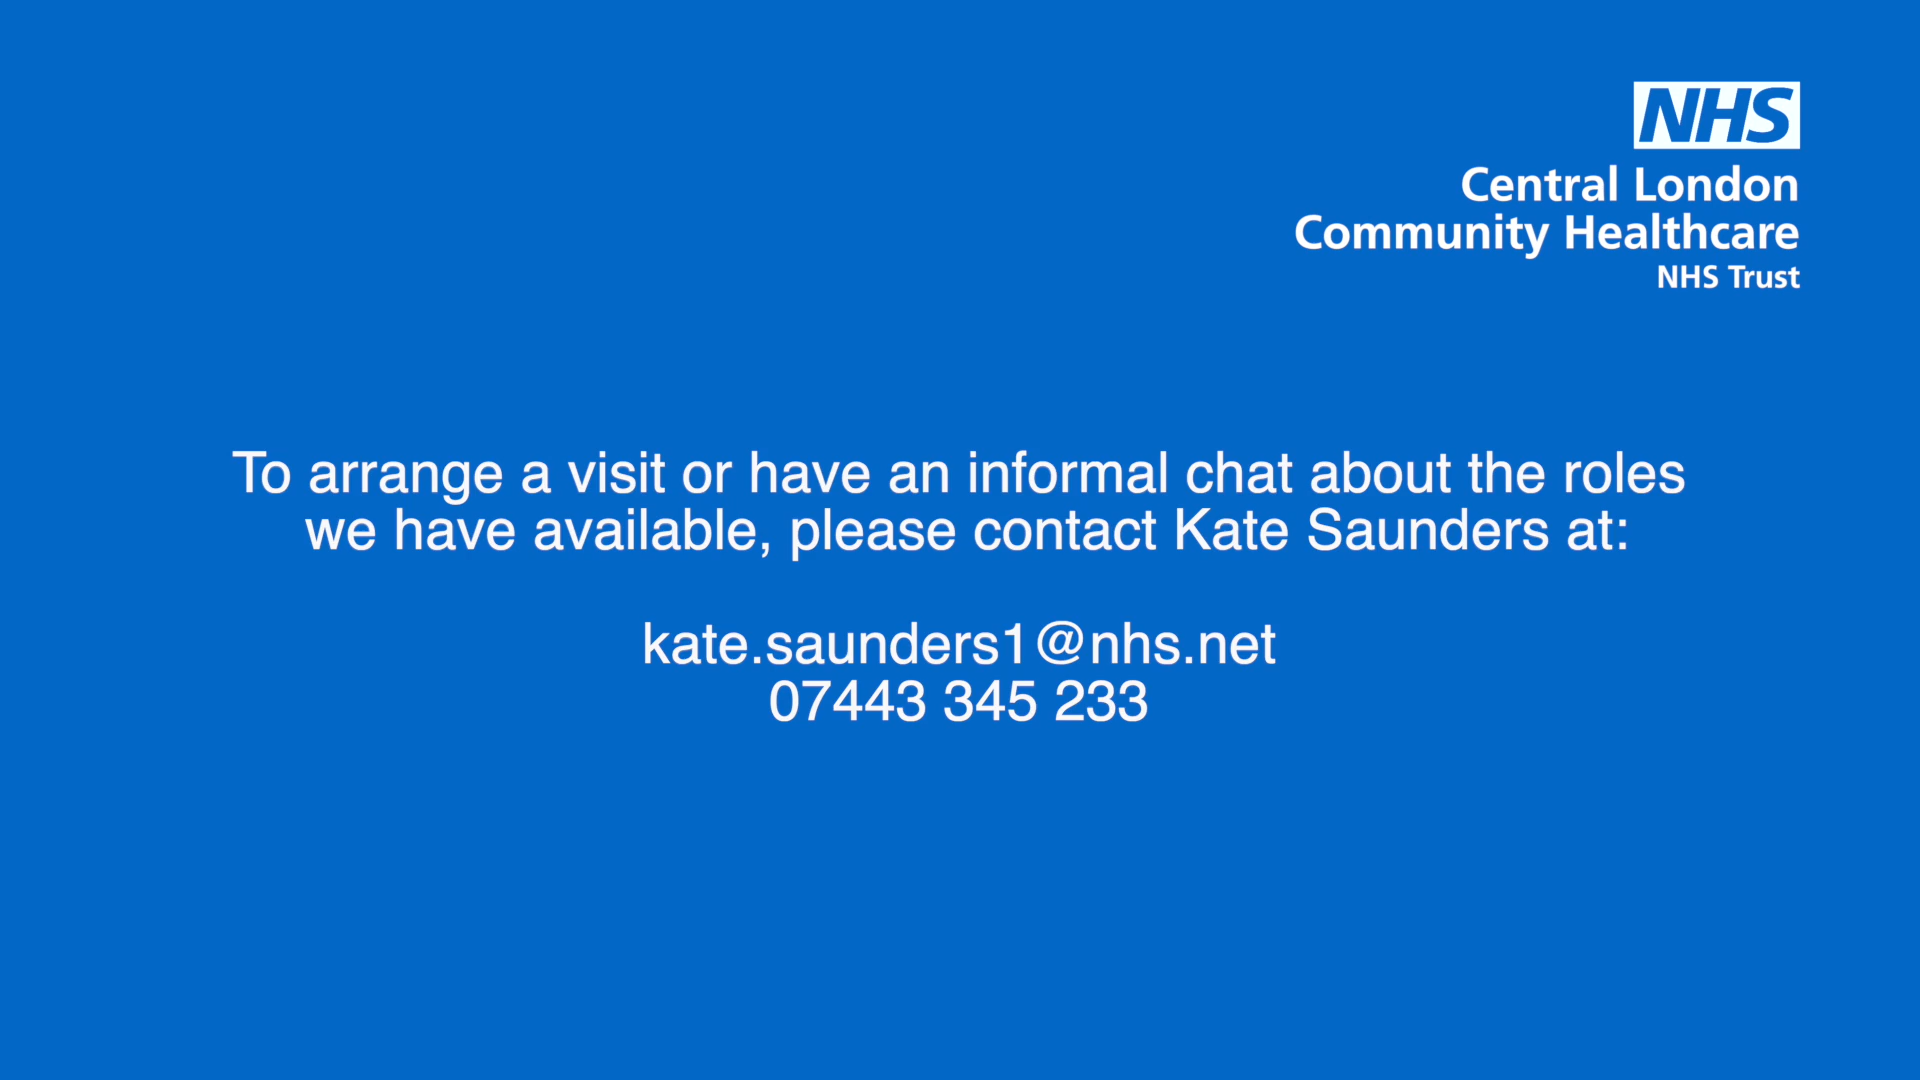 NHS
Central London
Community Healthcare
NHS Trust
To arrange a visit or have an informal chat about the roles
we have available, please contact Kate Saunders at:
kate.saunders1@nhs.net
07443 345 233